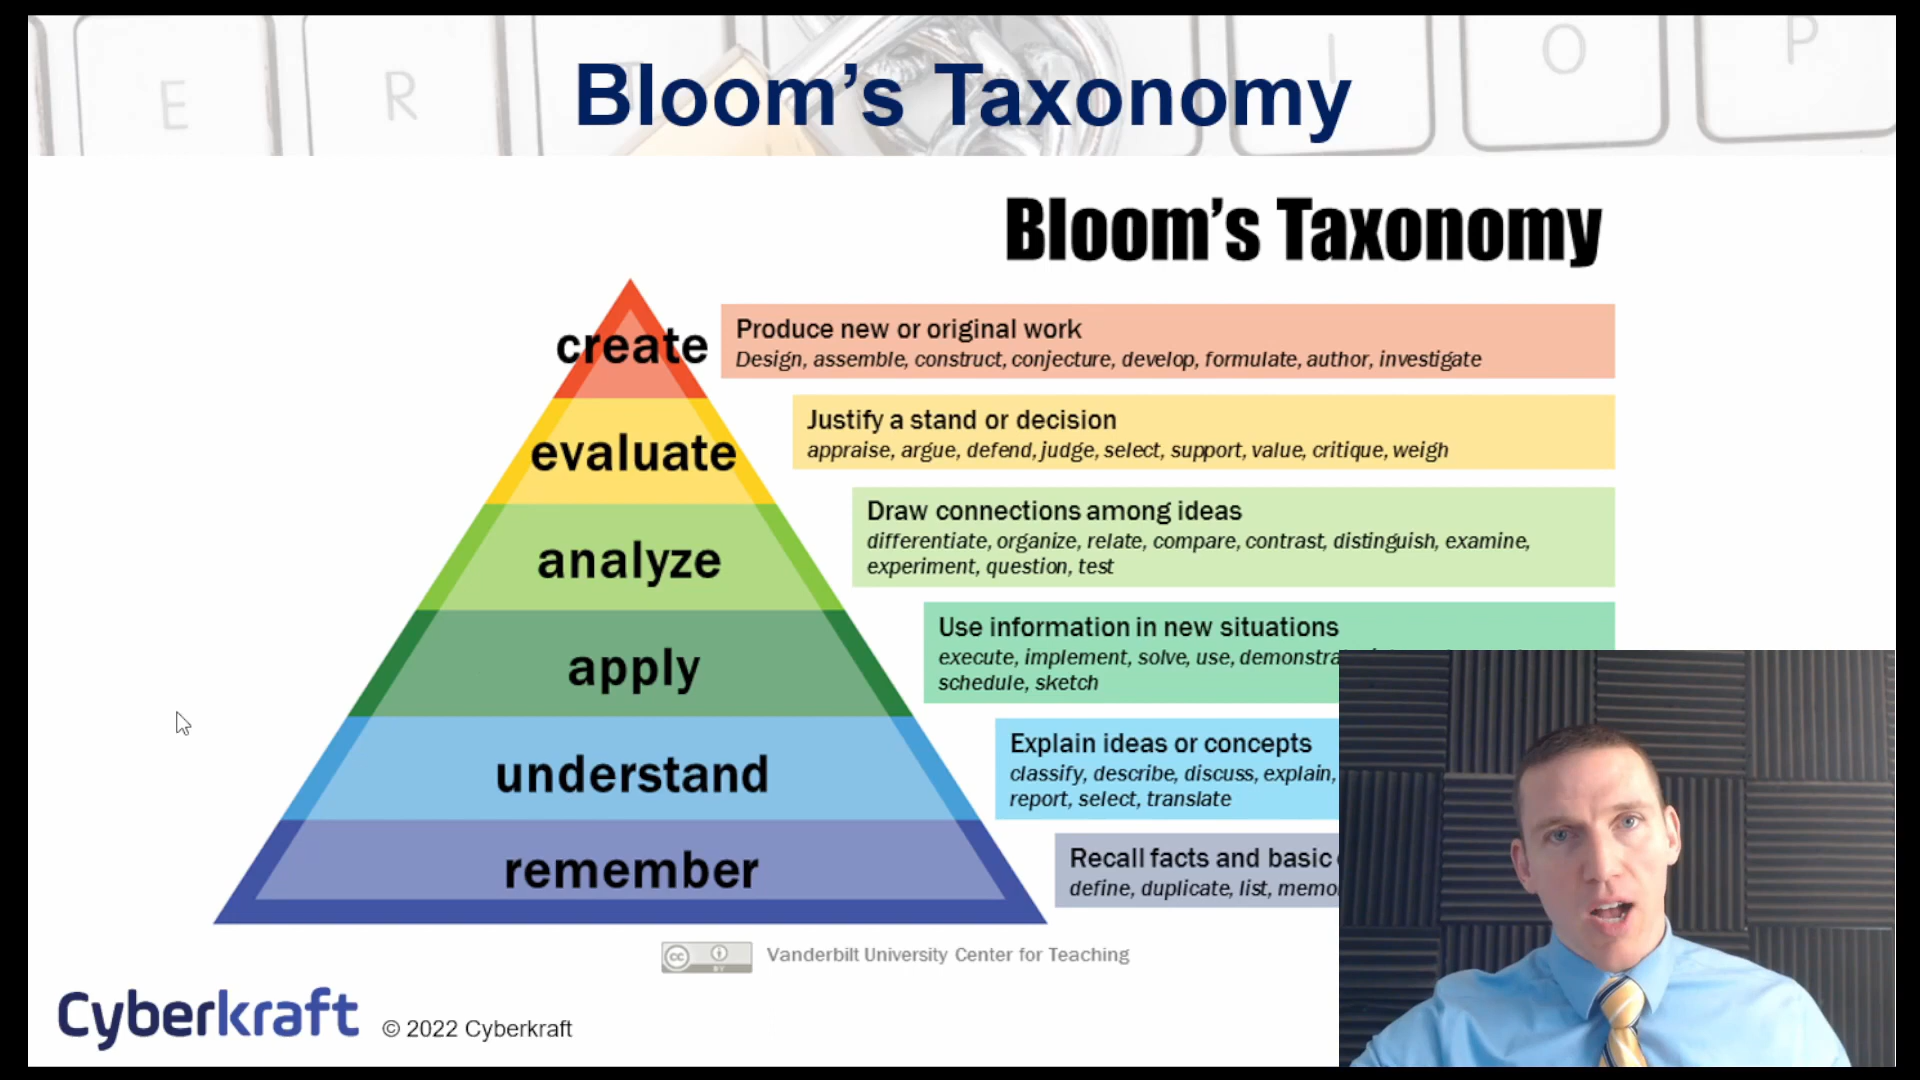 E R I O P
Bloom’s Taxonomy
Bloom’s Taxonomy
create
Produce new or original work
Design, assemble, construct, conjecture, develop, formulate, author, investigate
evaluate
Justify a stand or decision
appraise, argue, defend, judge, select, support, value, critique, weigh
analyze
Draw connections among ideas
differentiate, organize, relate, compare, contrast, distinguish, examine,
experiment, question, test
apply
Use information in new situations
execute, implement, solve, use,
schedule, sketch
understand
Explain ideas or concepts
classify, describe, discuss, explain,
report, select, translate
remember
Recall facts and basic
define, duplicate, list,
cc BY
Vanderbilt University Center for Teaching
Cyberkraft
© 2022 Cyberkraft